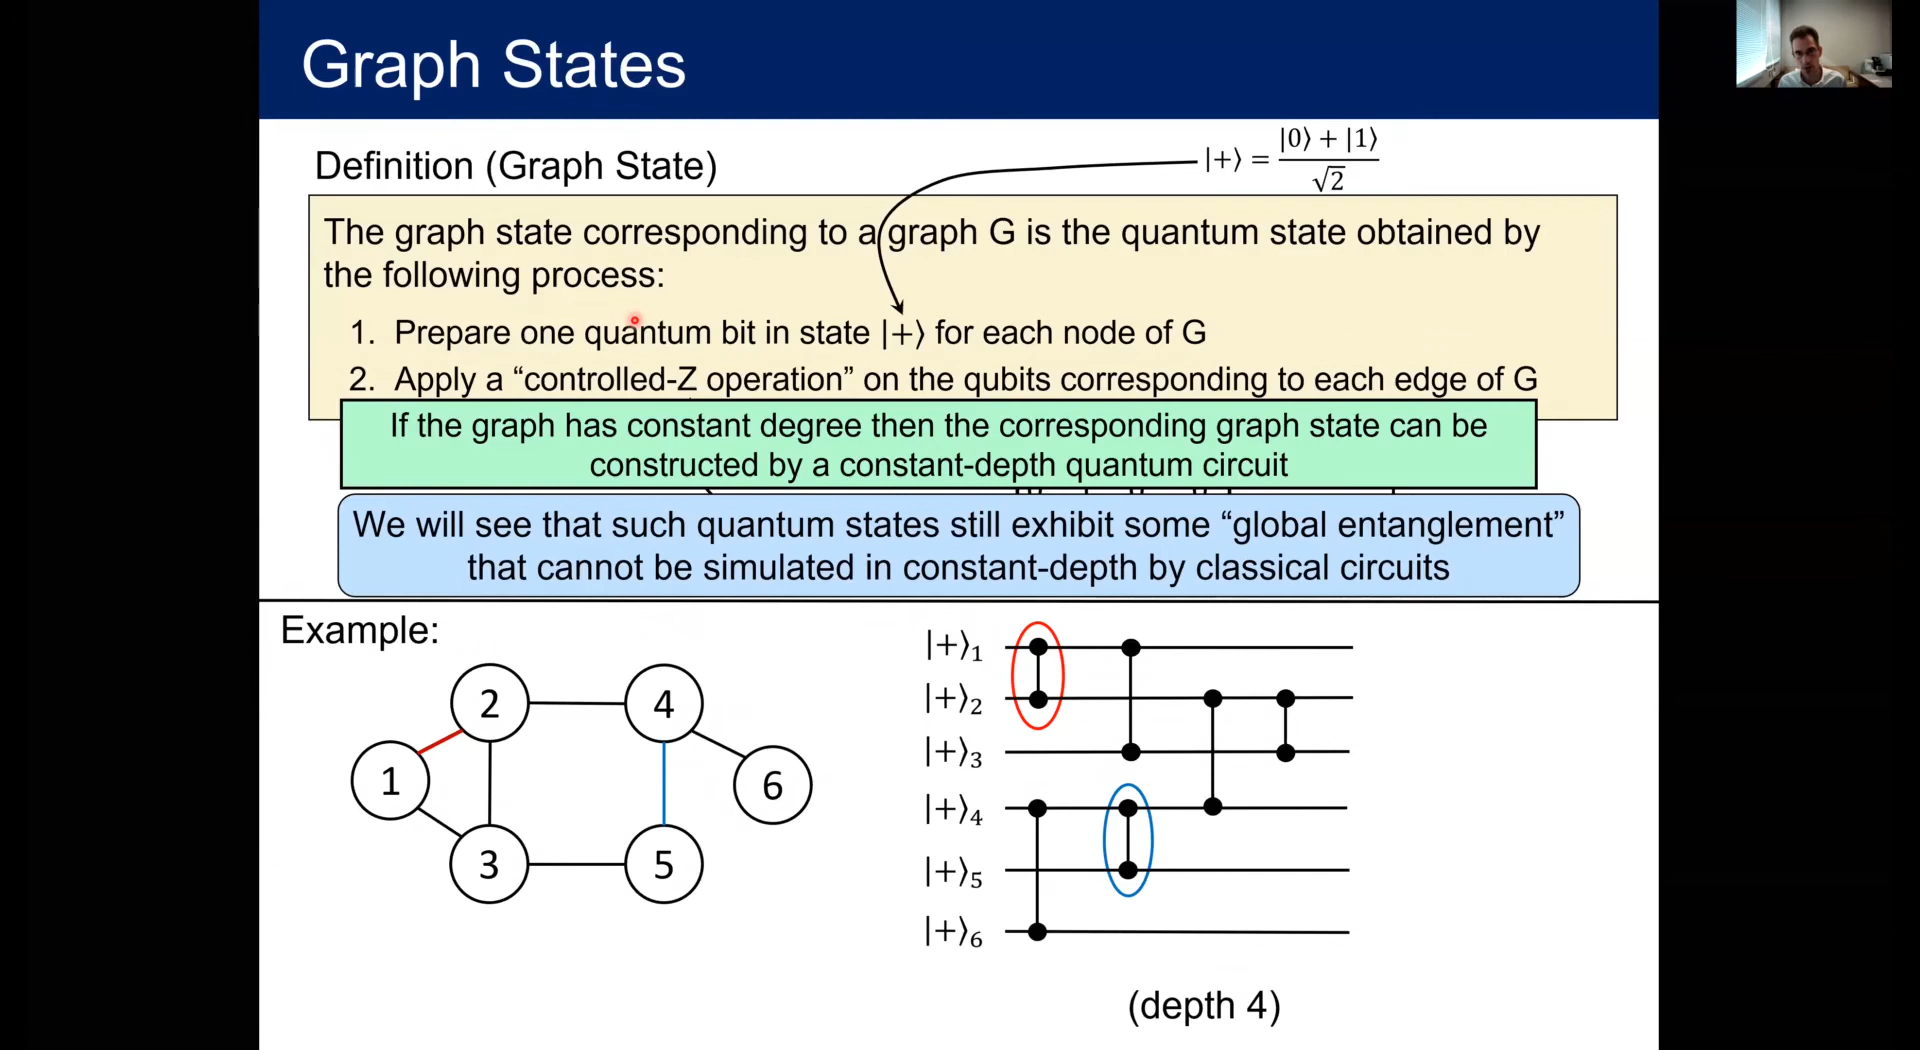 Graph States
Definition (Graph State)
|+⟩ = |0⟩ + |1⟩ / √2
The graph state corresponding to a graph G is the quantum state obtained by
the following process:
1. Prepare one quantum bit in state |+⟩ for each node of G
2. Apply a “controlled-Z operation” on the qubits corresponding to each edge of G
If the graph has constant degree then the corresponding graph state can be
constructed by a constant-depth quantum circuit
We will see that such quantum states still exhibit some “global entanglement”
that cannot be simulated in constant-depth by classical circuits
Example:
2
4
1
6
3
5
|+⟩₁
|+⟩₂
|+⟩₃
|+⟩₄
|+⟩₅
|+⟩₆
(depth 4)